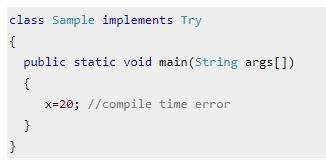 class Sample implements Try
{
  public static void main(String args[])
  {
     x=20; //compile time error
  }
}